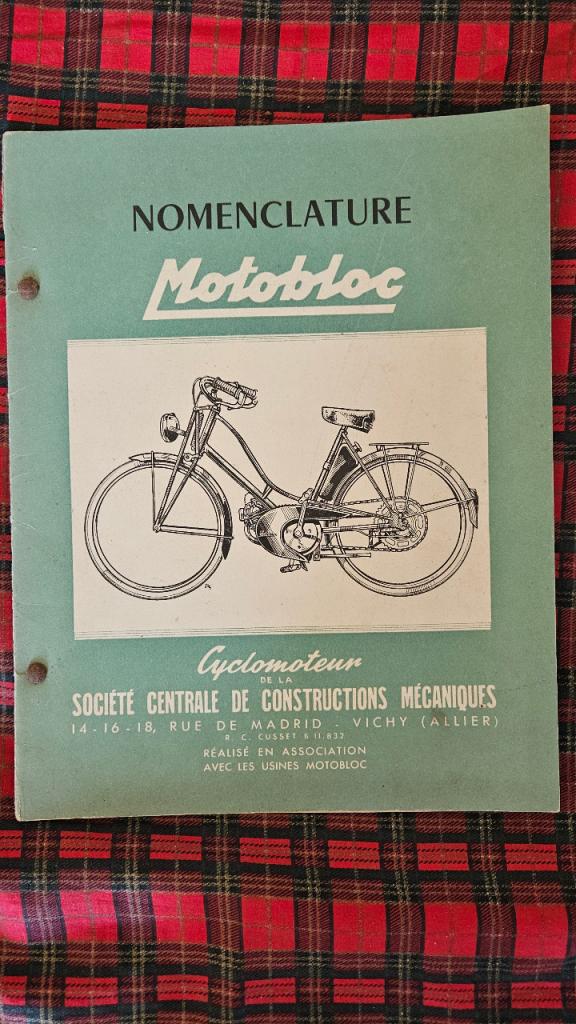 NOMENCLATURE
Motobloc
Cyclomoteur
DE LA
SOCIÉTÉ CENTRALE DE CONSTRUCTIONS MÉCANIQUES
14-16-18, RUE DE MADRID - VICHY (ALLIER)
R. C. CUSSET 6 11.832
RÉALISÉ EN ASSOCIATION
AVEC LES USINES MOTOBLOC